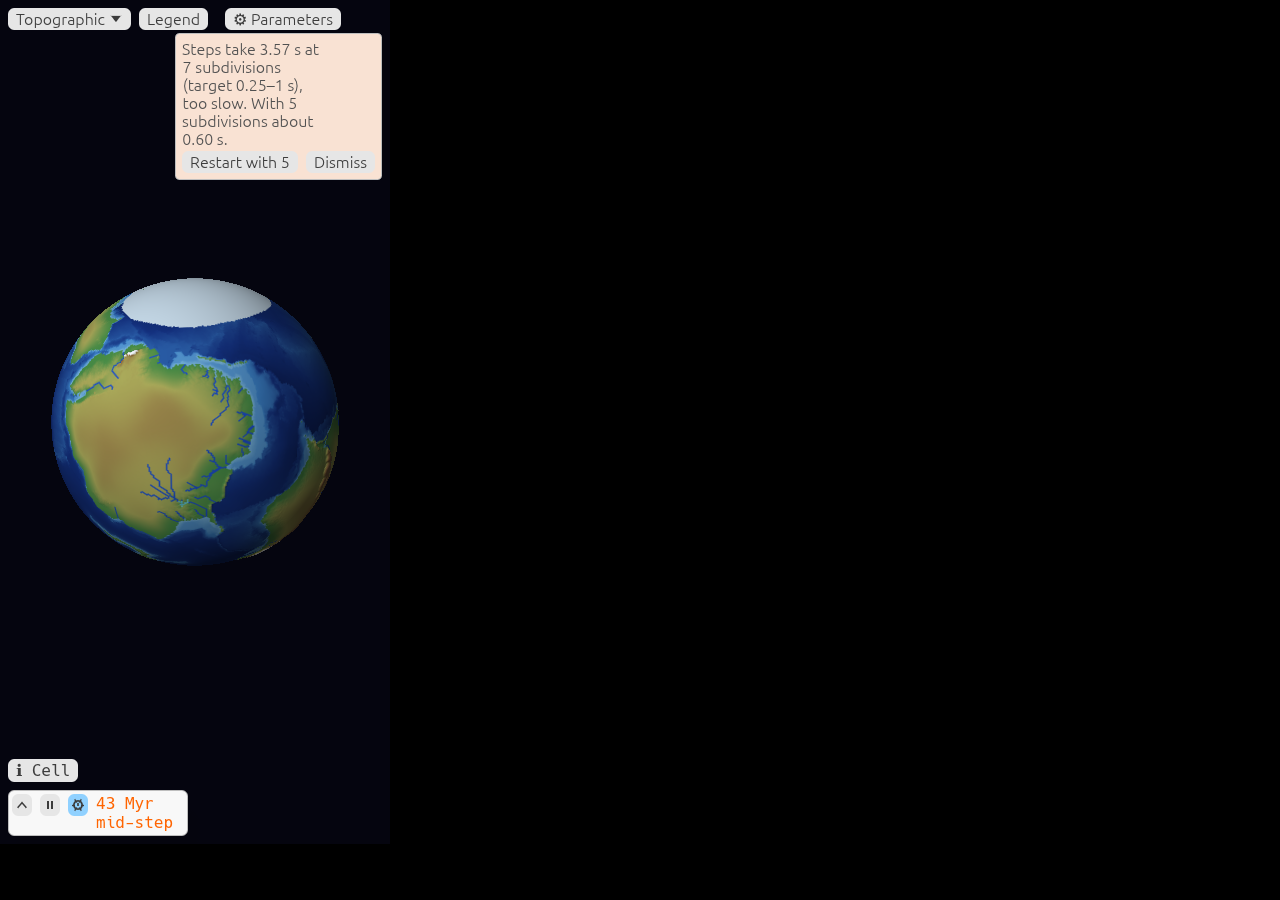 Topographic
Legend
⚙ Parameters
Steps take 3.57 s at
7 subdivisions
(target 0.25–1 s),
too slow. With 5
subdivisions about
0.60 s.
Restart with 5
Dismiss
ℹ Cell
43 Myr
mid-step